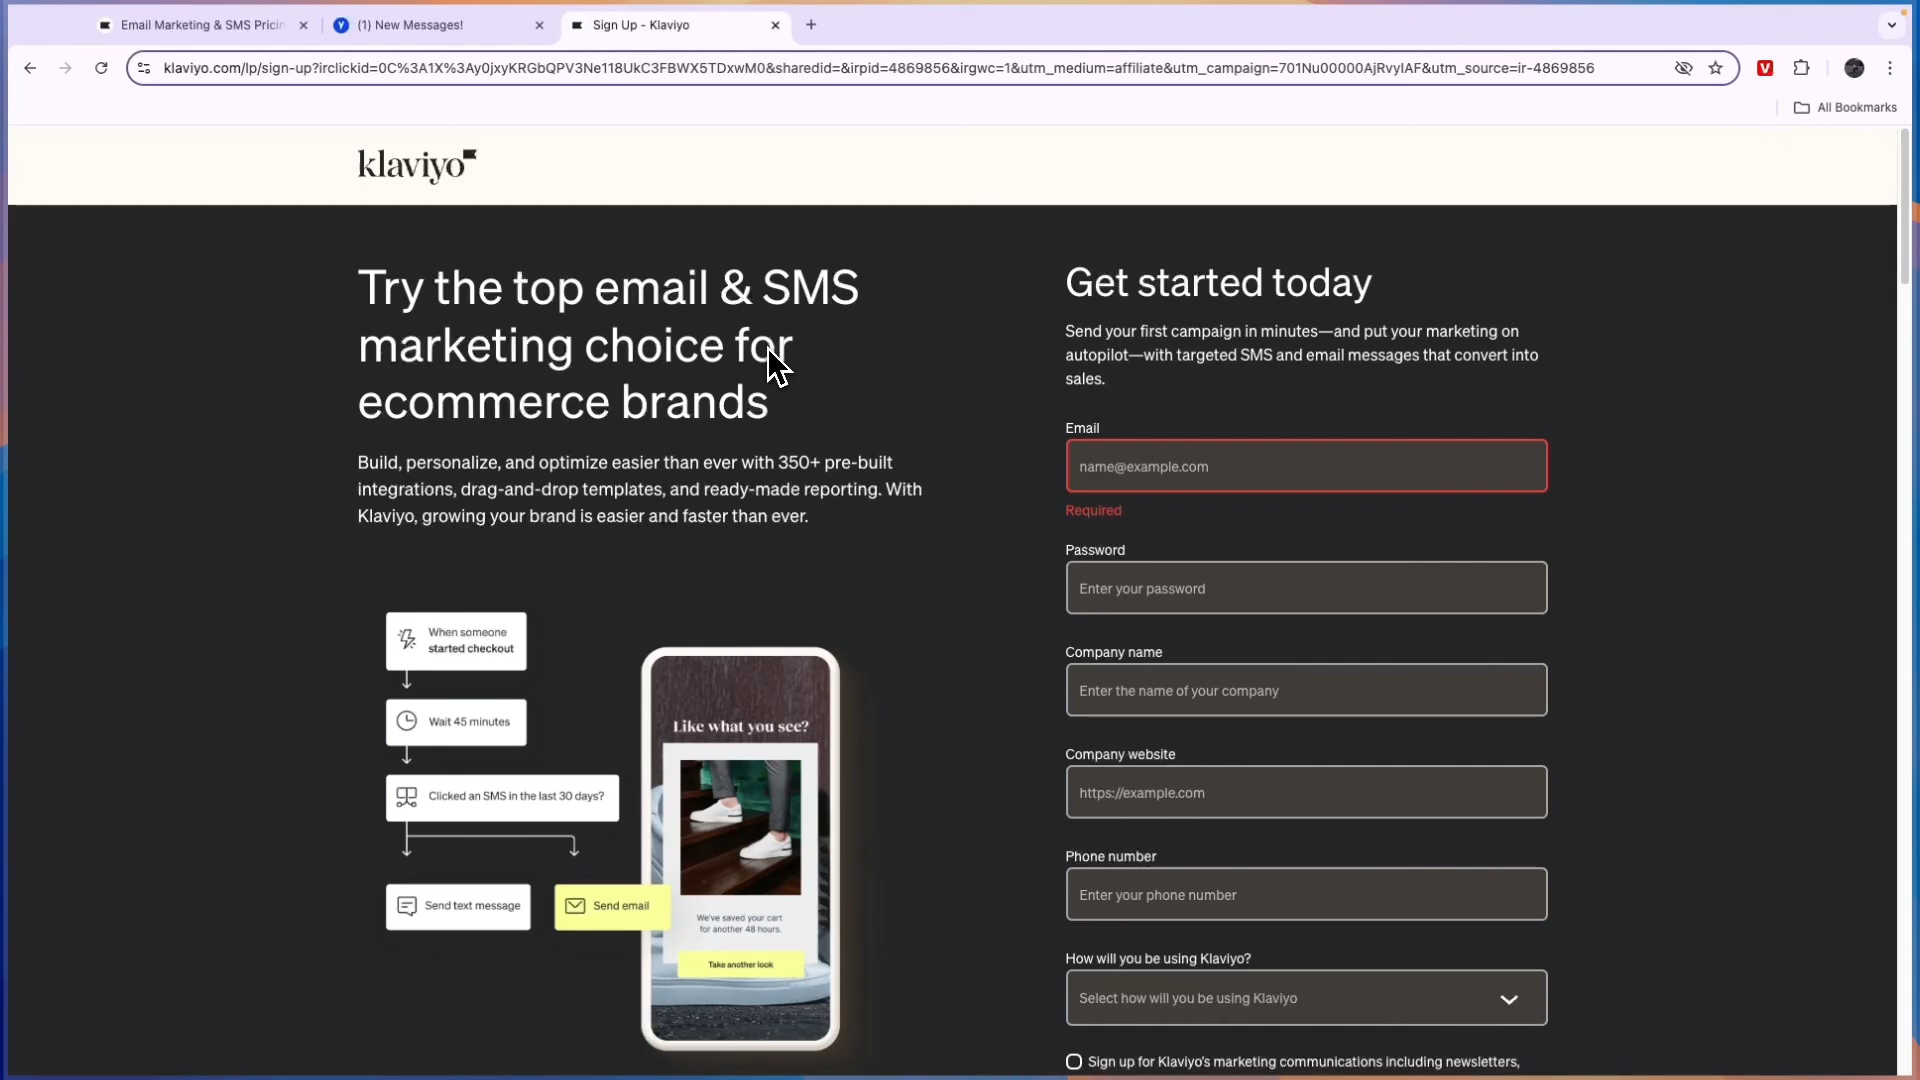 Email Marketing & SMS Pricin
(1) New Messages!
Sign Up - Klaviyo
klaviyo.com/lp/sign-up?irclickid=0C%3A1X%3Ay0jxyKRGbQPV3Ne118UkC3FBWX5TDxwM0&sharedid=&irpid=4869856&irgwc=1&utm_medium=affiliate&utm_campaign=701Nu00000AjRvyIAF&utm_source=ir-4869856
All Bookmarks
klaviyo
Try the top email & SMS
marketing choice for
ecommerce brands
Build, personalize, and optimize easier than ever with 350+ pre-built
integrations, drag-and-drop templates, and ready-made reporting. With
Klaviyo, growing your brand is easier and faster than ever.
When someone
started checkout
Wait 45 minutes
Clicked an SMS in the last 30 days?
Send text message
Send email
Like what you see?
We've saved your cart
for another 48 hours.
Take another look
Get started today
Send your first campaign in minutes—and put your marketing on
autopilot—with targeted SMS and email messages that convert into
sales.
Email
name@example.com
Required
Password
Enter your password
Company name
Enter the name of your company
Company website
https://example.com
Phone number
Enter your phone number
How will you be using Klaviyo?
Select how will you be using Klaviyo
Sign up for Klaviyo's marketing communications including newsletters,